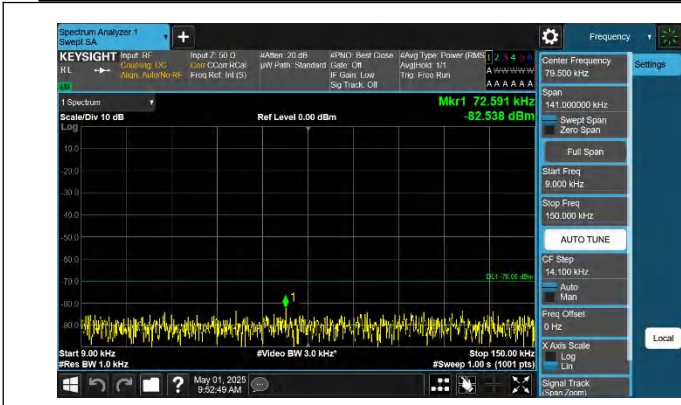 Spectrum Analyzer 1
Swept SA
+
Frequency
KEYSIGHT
RL
Input: RF
Coupling: DC
Align: Auto/No RF
Input Z: 50 Ω
Corr CCorr RCal
Freq Ref: Int (S)
#Atten: 20 dB
µW Path: Standard
#PNO: Best Close
Gate: Off
IF Gain: Low
Sig Track: Off
#Avg Type: Power (RMS
Avg|Hold: 1/1
Trig: Free Run
1 2 3 4 5 6
A W W W W W
A A A A A A
1 Spectrum
Scale/Div 10 dB
Ref Level 0.00 dBm
Mkr1 72.591 kHz
-82.538 dBm
Log
-10.0
-20.0
-30.0
-40.0
-50.0
-60.0
-70.0
-80.0
-90.0
DL1 -70.00 dBm
1
Start 9.00 kHz
#Res BW 1.0 kHz
#Video BW 3.0 kHz*
Stop 150.00 kHz
#Sweep 1.00 s (1001 pts)
May 01, 2025
9:52:49 AM
?
Center Frequency
79.500 kHz
Span
141.000000 kHz
Swept Span
Zero Span
Full Span
Start Freq
9.000 kHz
Stop Freq
150.000 kHz
AUTO TUNE
CF Step
14.100 kHz
Auto
Man
Freq Offset
0 Hz
X Axis Scale
Log
Lin
Signal Track
(Span Zoom)
Settings
Local